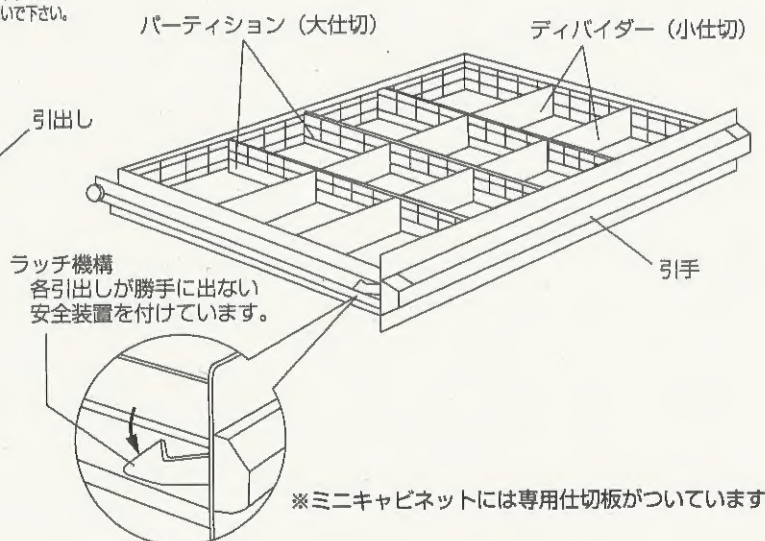 いで下さい。
パーティション（大仕切）
ディバイダー（小仕切）
引出し
引手
ラッチ機構
各引出しが勝手に出ない
安全装置を付けています。
※ミニキャビネットには専用仕切板がついています